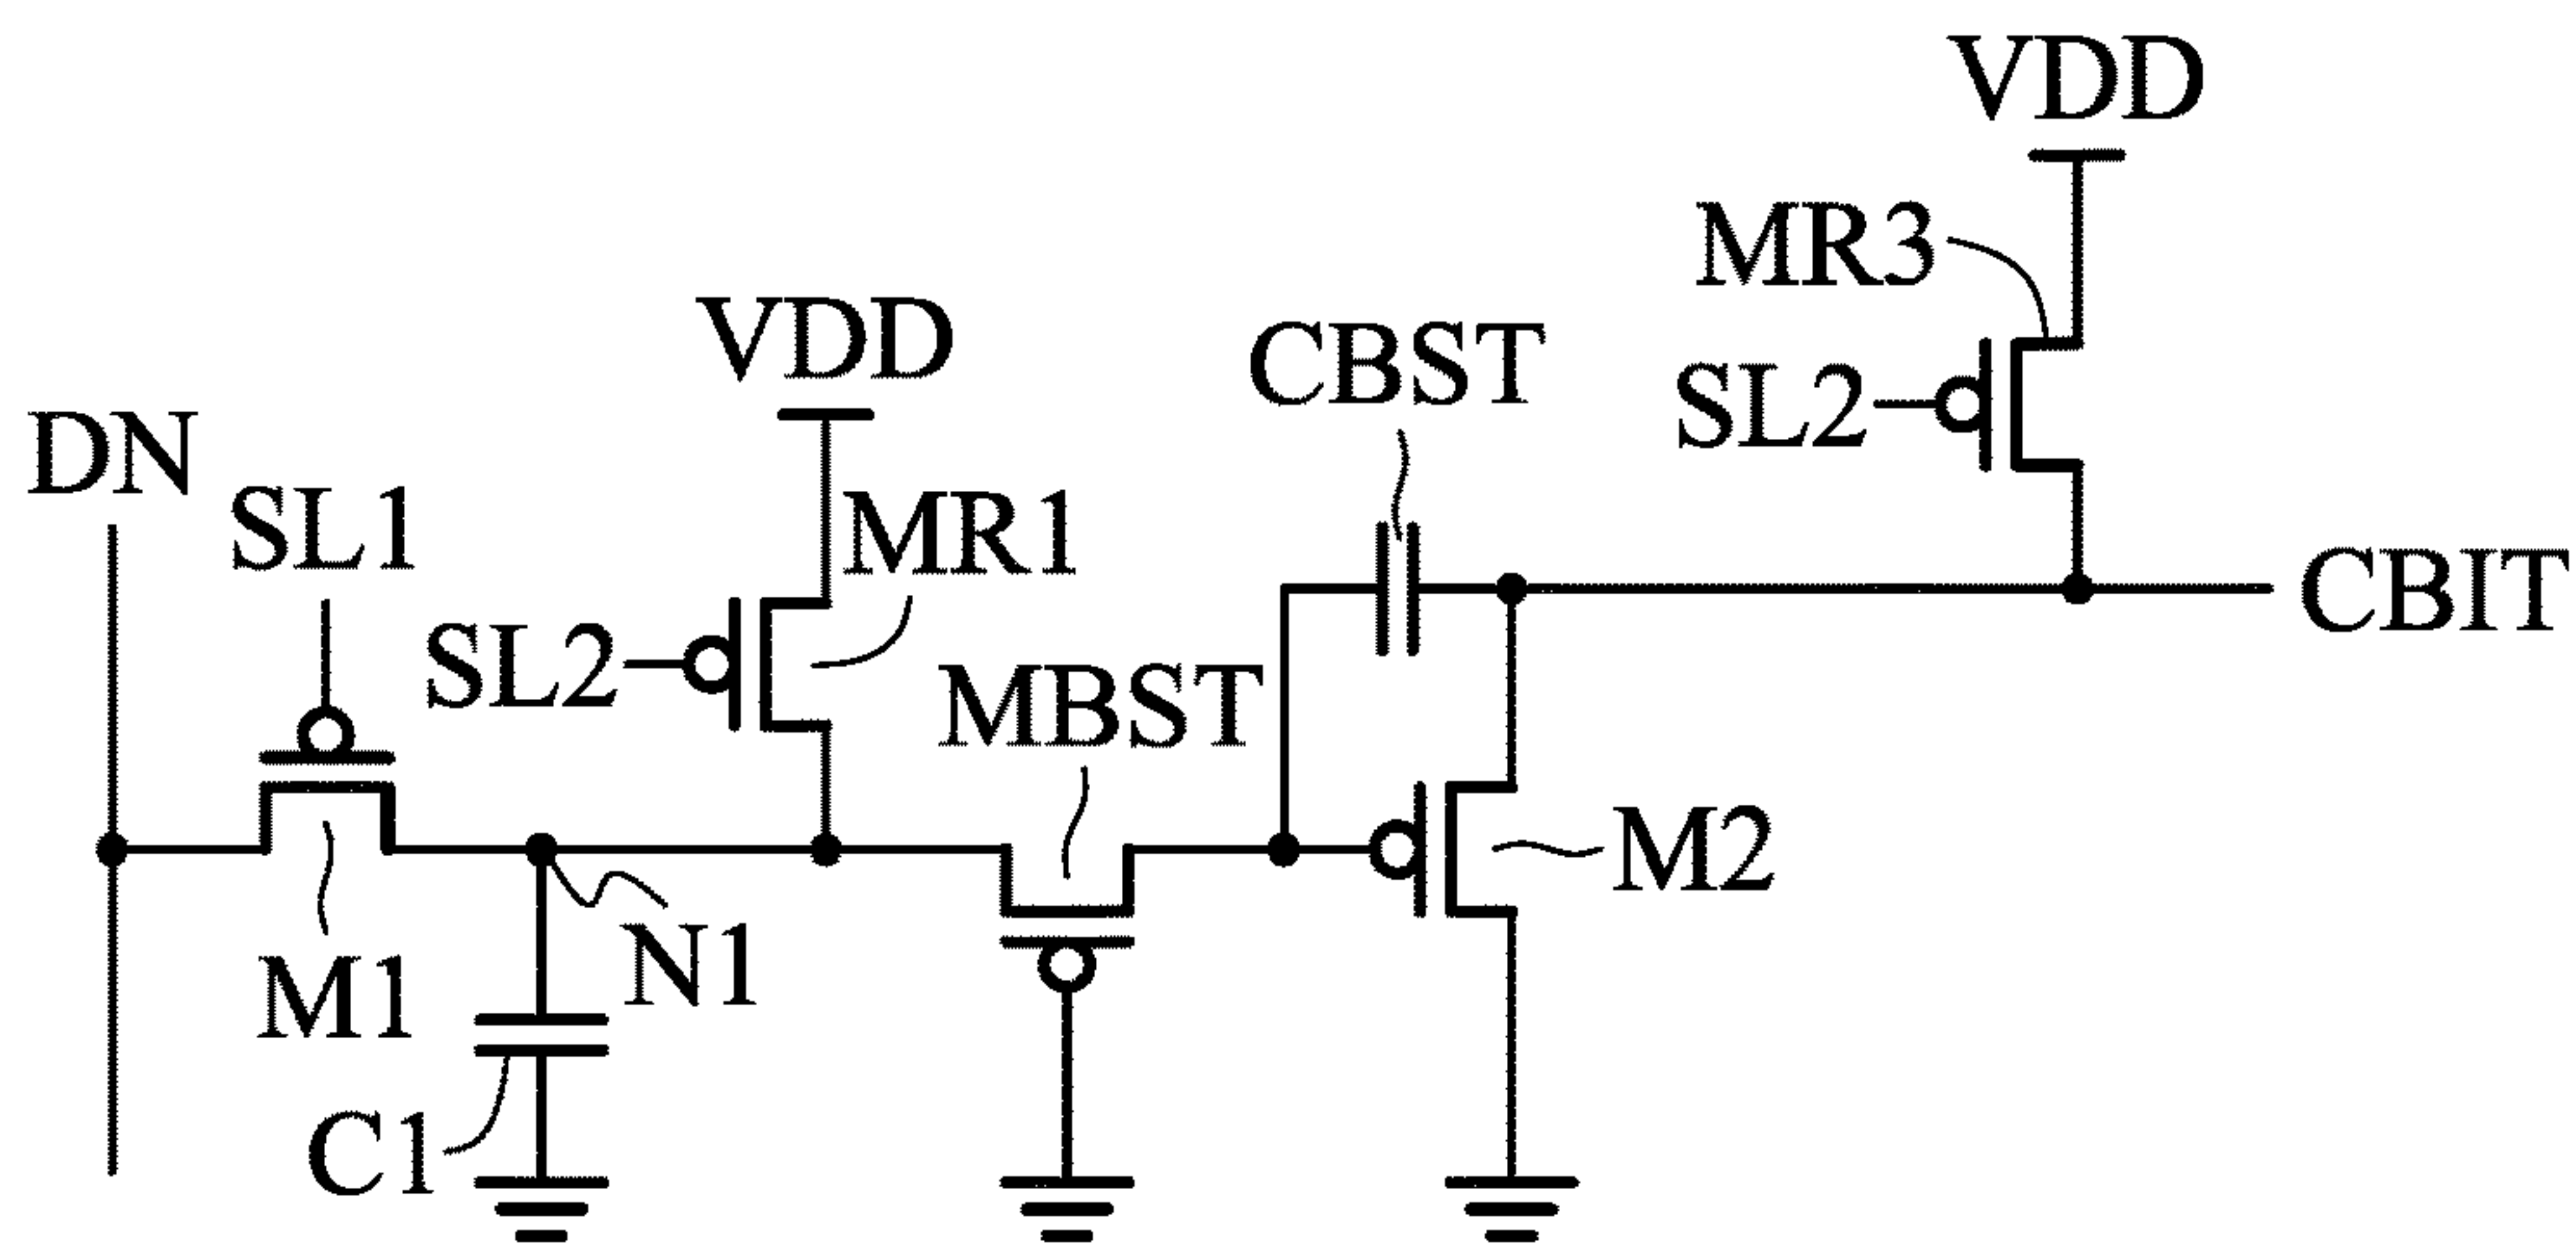 VDD
MR3
SL2
VDD
CBST
DN
SL1
MR1
SL2
MBST
CBIT
M2
N1
M1
C1